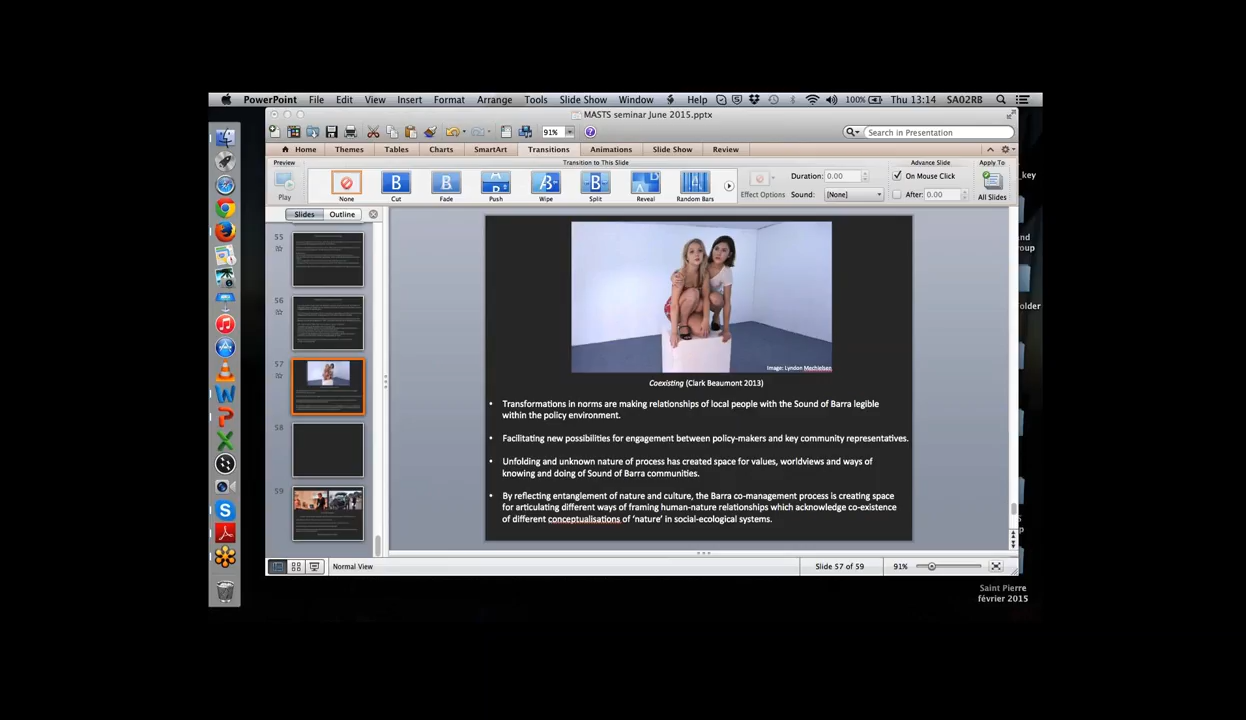 PowerPoint File Edit View Insert Format Arrange Tools Slide Show Window Help 100% Thu 13:14 SA02RB
MASTS seminar June 2015.pptx
91% Search in Presentation
Home Themes Tables Charts SmartArt Transitions Animations Slide Show Review
Preview Transition to This Slide Advance Slide Apply To
Play None Cut Fade Push Wipe Split Reveal Random Bars Effect Options
Duration: 0.00 On Mouse Click
Sound: [None] After: 0.00 All Slides
_key
Slides Outline
55
56
57
58
59
Image: Lyndon Mechielsen
Coexisting (Clark Beaumont 2013)
• Transformations in norms are making relationships of local people with the Sound of Barra legible
within the policy environment.
• Facilitating new possibilities for engagement between policy-makers and key community representatives.
• Unfolding and unknown nature of process has created space for values, worldviews and ways of
knowing and doing of Sound of Barra communities.
• By reflecting entanglement of nature and culture, the Barra co-management process is creating space
for articulating different ways of framing human-nature relationships which acknowledge co-existence
of different conceptualisations of ‘nature’ in social-ecological systems.
Normal View Slide 57 of 59 91%
Saint Pierre
février 2015